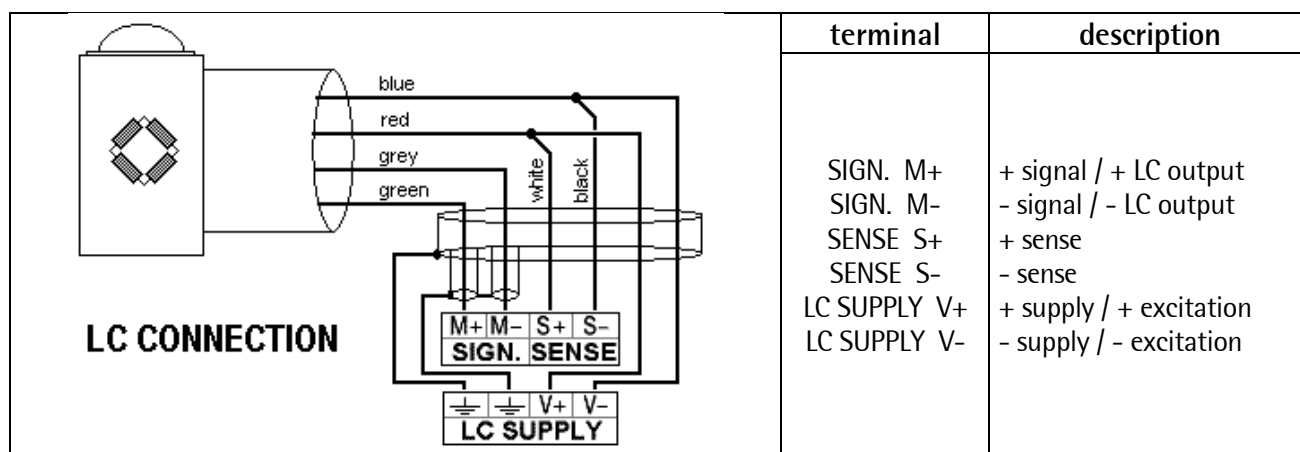 blue
red
grey
green
white
black
M+ M- S+ S-
SIGN. SENSE
V+ V-
LC SUPPLY
LC CONNECTION
terminal description
SIGN. M+ + signal / + LC output
SIGN. M- - signal / - LC output
SENSE S+ + sense
SENSE S- - sense
LC SUPPLY V+ + supply / + excitation
LC SUPPLY V- - supply / - excitation